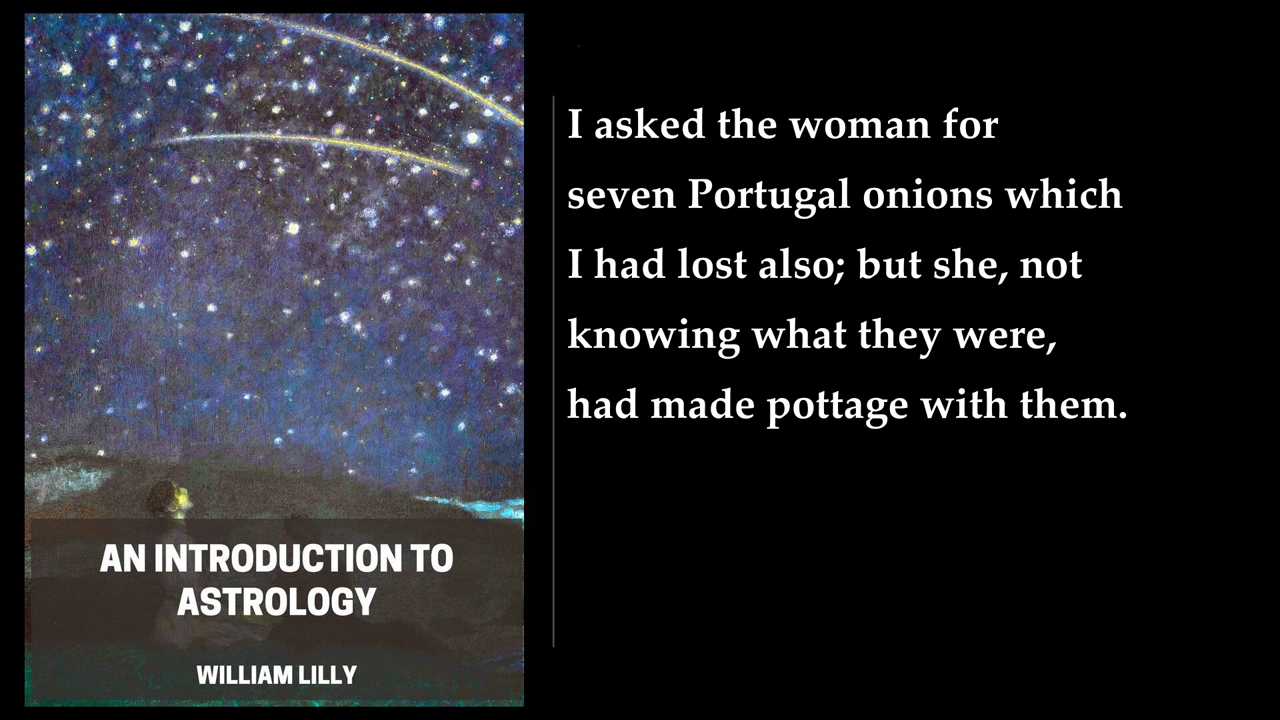 I asked the woman for
seven Portugal onions which
I had lost also; but she, not
knowing what they were,
had made pottage with them.
AN INTRODUCTION TO
ASTROLOGY
WILLIAM LILLY